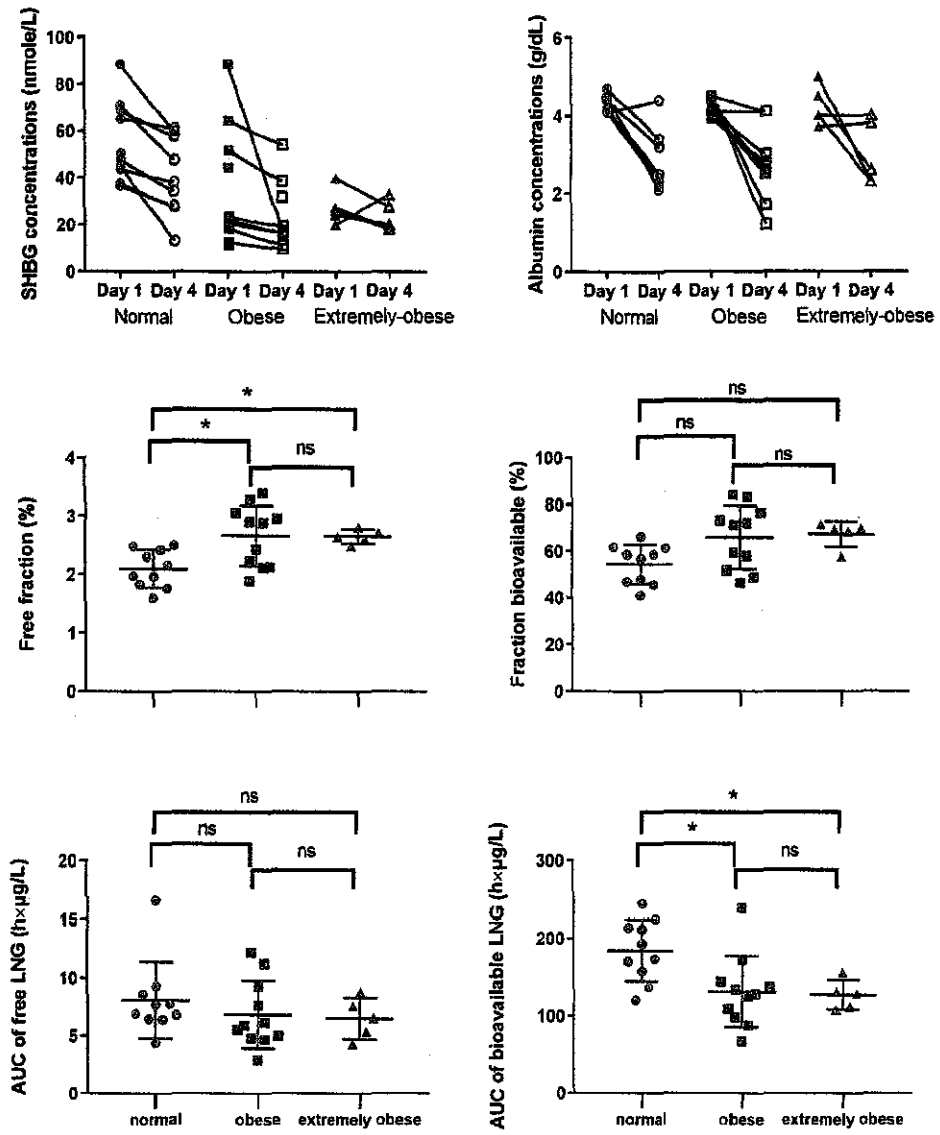 SHBG concentrations (nmole/L)
100
80
60
40
20
0
Day 1 Day 4 Day 1 Day 4 Day 1 Day 4
Normal Obese Extremely-obese
Albumin concentrations (g/dL)
6
4
2
0
Day 1 Day 4 Day 1 Day 4 Day 1 Day 4
Normal Obese Extremely-obese
*
*
ns
Free fraction (%)
4
3
2
1
0
ns
ns
ns
Fraction bioavailable (%)
100
80
60
40
20
0
ns
ns
ns
AUC of free LNG (h×µg/L)
20
15
10
5
0
normal obese extremely obese
*
*
ns
AUC of bioavailable LNG (h×µg/L)
300
200
100
0
normal obese extremely obese